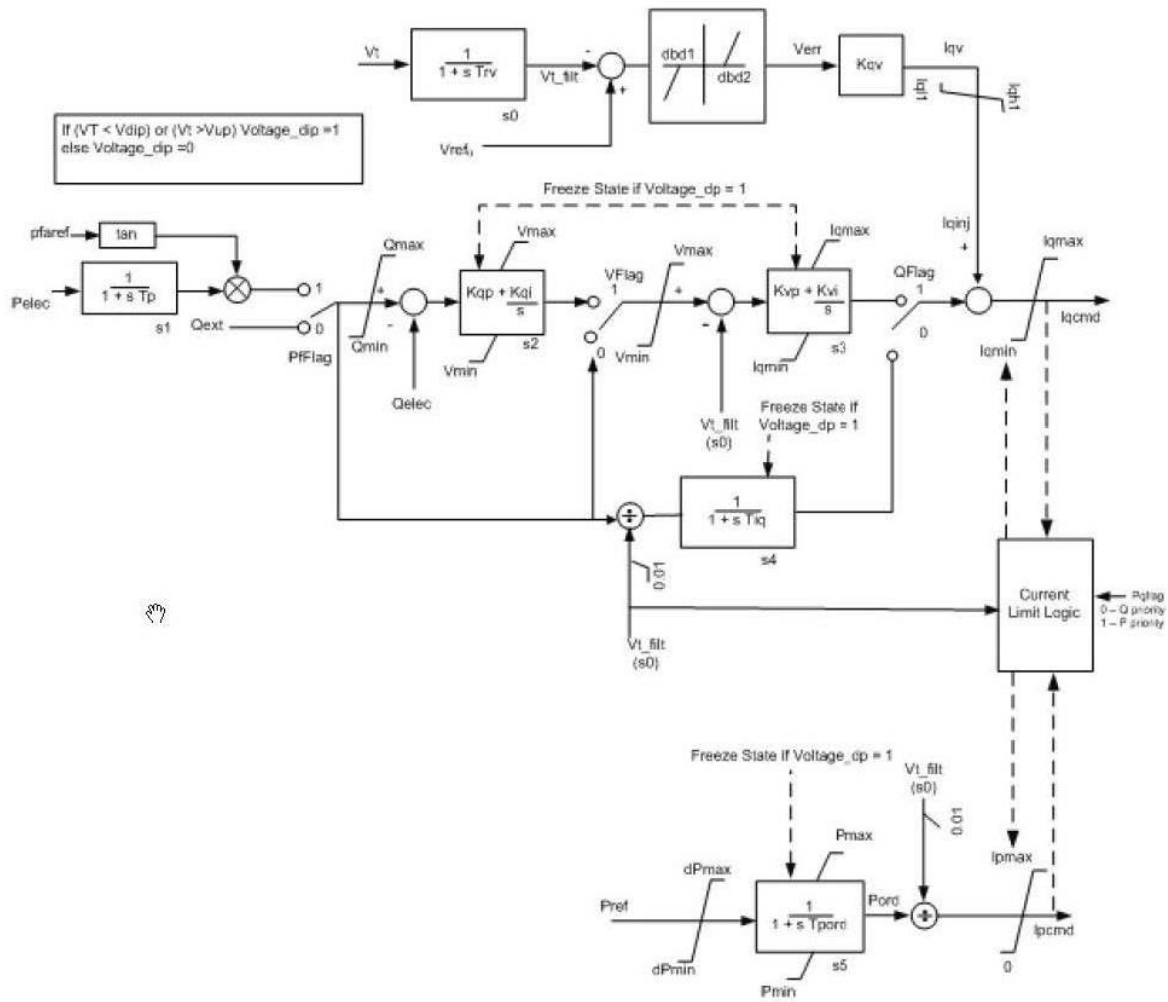 Vt
1
1 + s Trv
s0
Vt_filt
-
+
dbd1
dbd2
Verr
Kqv
Iqv
Iql1
Iqh1
If (VT < Vdip) or (Vt >Vup) Voltage_dip =1
else Voltage_dip =0
Freeze State if Voltage_dp = 1
pfaref
tan
Pelec
1
1 + s Tp
s1
Qext
1
0
PfFlag
Qmax
Qmin
+
-
Qelec
Vmax
Kqp + Kqi
s
s2
Vmin
VFlag
1
0
Vmax
Vmin
+
-
Vt_filt
(s0)
Iqmax
Kvp + Kvi
s
s3
Iqmin
QFlag
1
0
Iqinj
+
Iqmax
Iqmin
Iqcmd
Freeze State if
Voltage_dp = 1
÷
0.01
1
1 + s Tiq
s4
Vt_filt
(s0)
Current
Limit Logic
Pqflag
0 – Q priority
1 – P priority
Freeze State if Voltage_dp = 1
Vt_filt
(s0)
0.01
Pref
dPmax
dPmin
Pmax
1
1 + s Tpord
s5
Pmin
Pord
÷
Ipmax
0
Ipcmd